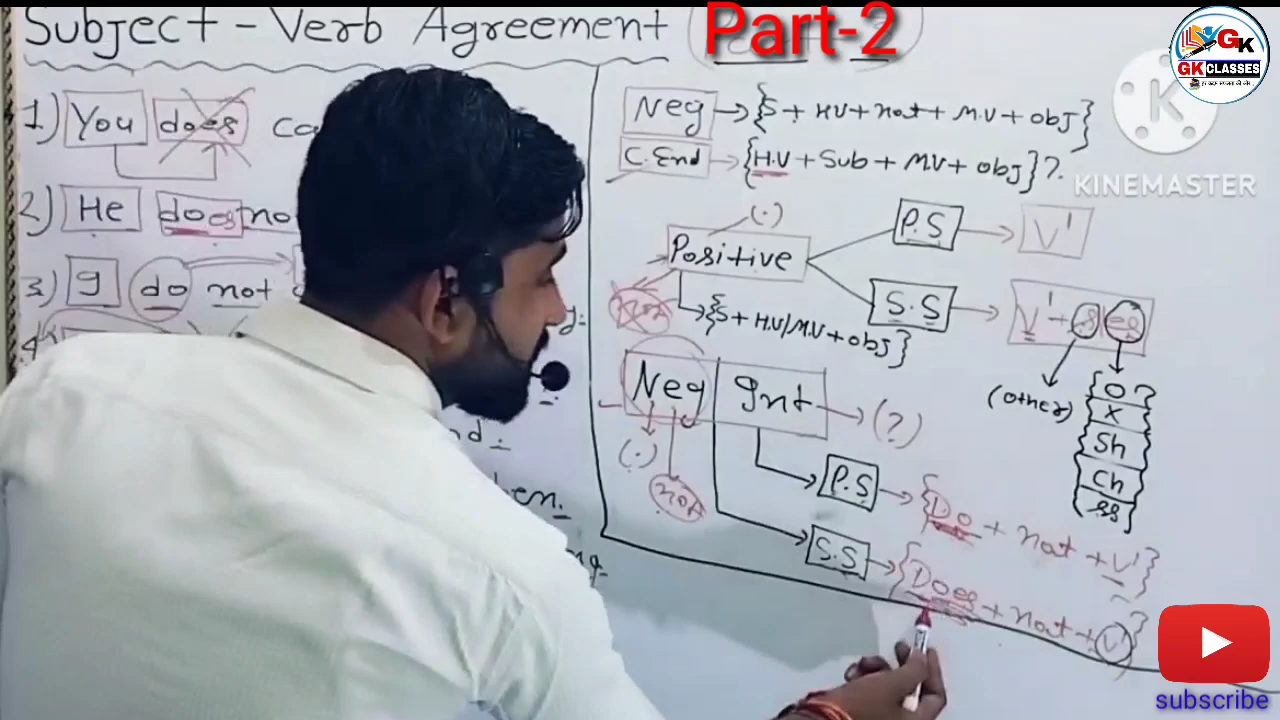 Subject - Verb Agreement
Part-2
GK
GK CLASSES
K
KINEMASTER
1) You does
2) He does no
3) I do not
Neg → {S + HV + not + M.V + obj}
C.End → {H.V + Sub + M.V + obj}?.
(.)
Positive
P.S → V¹
S.S → V¹ + s es
not
{S + H.V/M.V + obj}
(other)
O
X
Sh
Ch
ss
Neg Int → (?)
(.)
not
P.S → {Do + not + V¹}
S.S → {Does + not + V¹}
subscribe